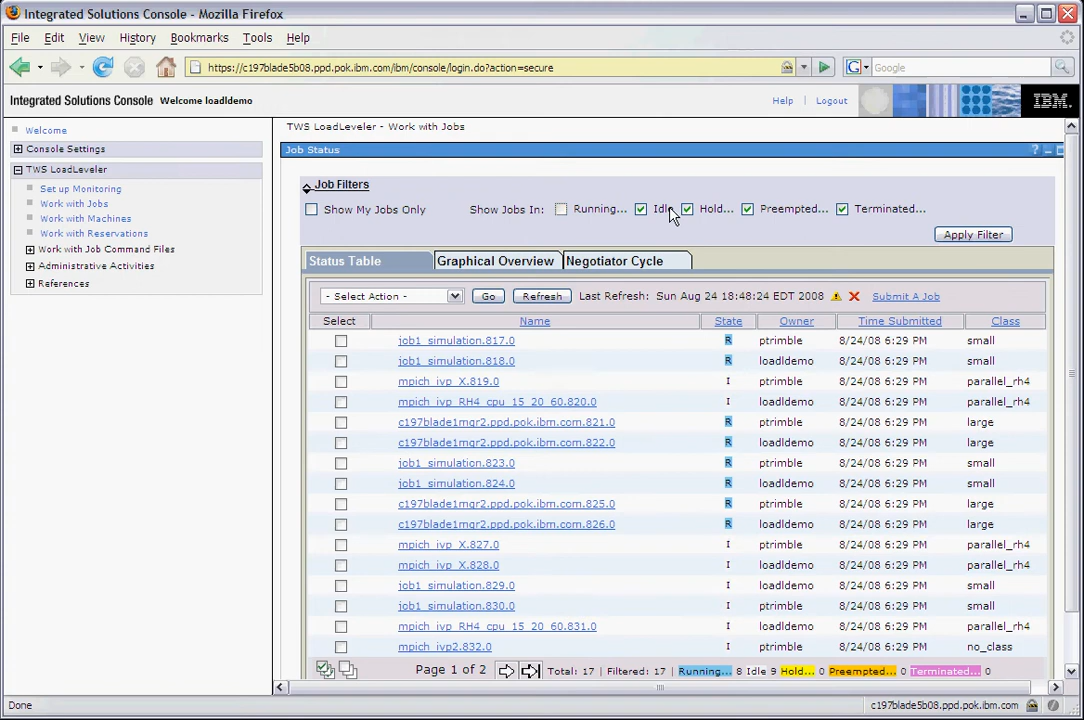 Integrated Solutions Console - Mozilla Firefox
File Edit View History Bookmarks Tools Help
https://c197blade5b08.ppd.pok.ibm.com/ibm/console/login.do?action=secure
Google
Integrated Solutions Console Welcome loadldemo
Help Logout IBM.
Welcome
Console Settings
TWS LoadLeveler
Set up Monitoring
Work with Jobs
Work with Machines
Work with Reservations
Work with Job Command Files
Administrative Activities
References
TWS LoadLeveler - Work with Jobs
Job Status
Job Filters
Show My Jobs Only Show Jobs In: Running... Idle Hold... Preempted... Terminated...
Apply Filter
Status Table Graphical Overview Negotiator Cycle
- Select Action - Go Refresh Last Refresh: Sun Aug 24 18:48:24 EDT 2008 Submit A Job
Select Name State Owner Time Submitted Class
job1_simulation.817.0 R ptrimble 8/24/08 6:29 PM small
job1_simulation.818.0 R loadldemo 8/24/08 6:29 PM small
mpich_ivp_X.819.0 I ptrimble 8/24/08 6:29 PM parallel_rh4
mpich_ivp_RH4_cpu_15_20_60.820.0 I loadldemo 8/24/08 6:29 PM parallel_rh4
c197blade1mgr2.ppd.pok.ibm.com.821.0 R ptrimble 8/24/08 6:29 PM large
c197blade1mgr2.ppd.pok.ibm.com.822.0 R loadldemo 8/24/08 6:29 PM large
job1_simulation.823.0 R ptrimble 8/24/08 6:29 PM small
job1_simulation.824.0 R loadldemo 8/24/08 6:29 PM small
c197blade1mgr2.ppd.pok.ibm.com.825.0 R ptrimble 8/24/08 6:29 PM large
c197blade1mgr2.ppd.pok.ibm.com.826.0 R loadldemo 8/24/08 6:29 PM large
mpich_ivp_X.827.0 I ptrimble 8/24/08 6:29 PM parallel_rh4
mpich_ivp_X.828.0 I loadldemo 8/24/08 6:29 PM parallel_rh4
job1_simulation.829.0 I ptrimble 8/24/08 6:29 PM small
job1_simulation.830.0 I loadldemo 8/24/08 6:29 PM small
mpich_ivp_RH4_cpu_15_20_60.831.0 I ptrimble 8/24/08 6:29 PM parallel_rh4
mpich_ivp2.832.0 I loadldemo 8/24/08 6:29 PM no_class
Page 1 of 2 Total: 17 | Filtered: 17 | Running... 8 Idle 9 Hold... 0 Preempted... 0 Terminated... 0
Done c197blade5b08.ppd.pok.ibm.com